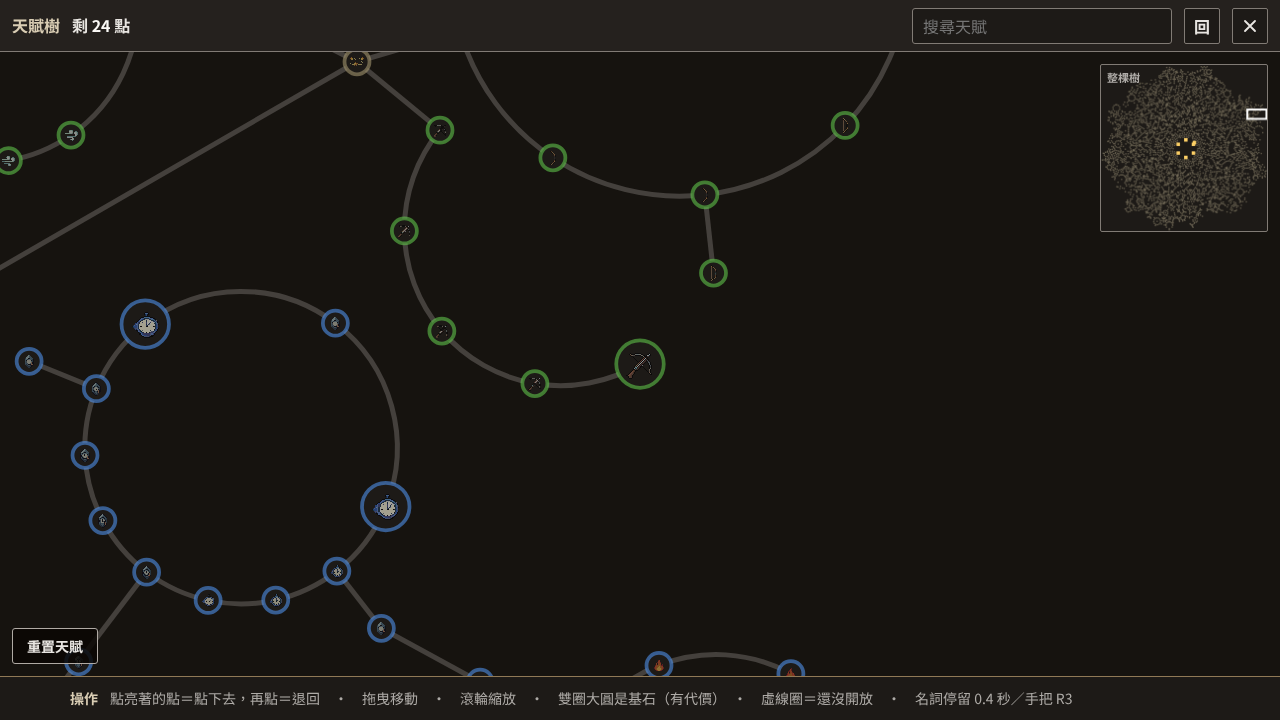 天賦樹 剩 24 點
搜尋天賦
回
整棵樹
重置天賦
操作 點亮著的點＝點下去，再點＝退回 • 拖曳移動 • 滾輪縮放 • 雙圈大圓是基石（有代價） • 虛線圈＝還沒開放 • 名詞停留 0.4 秒／手把 R3